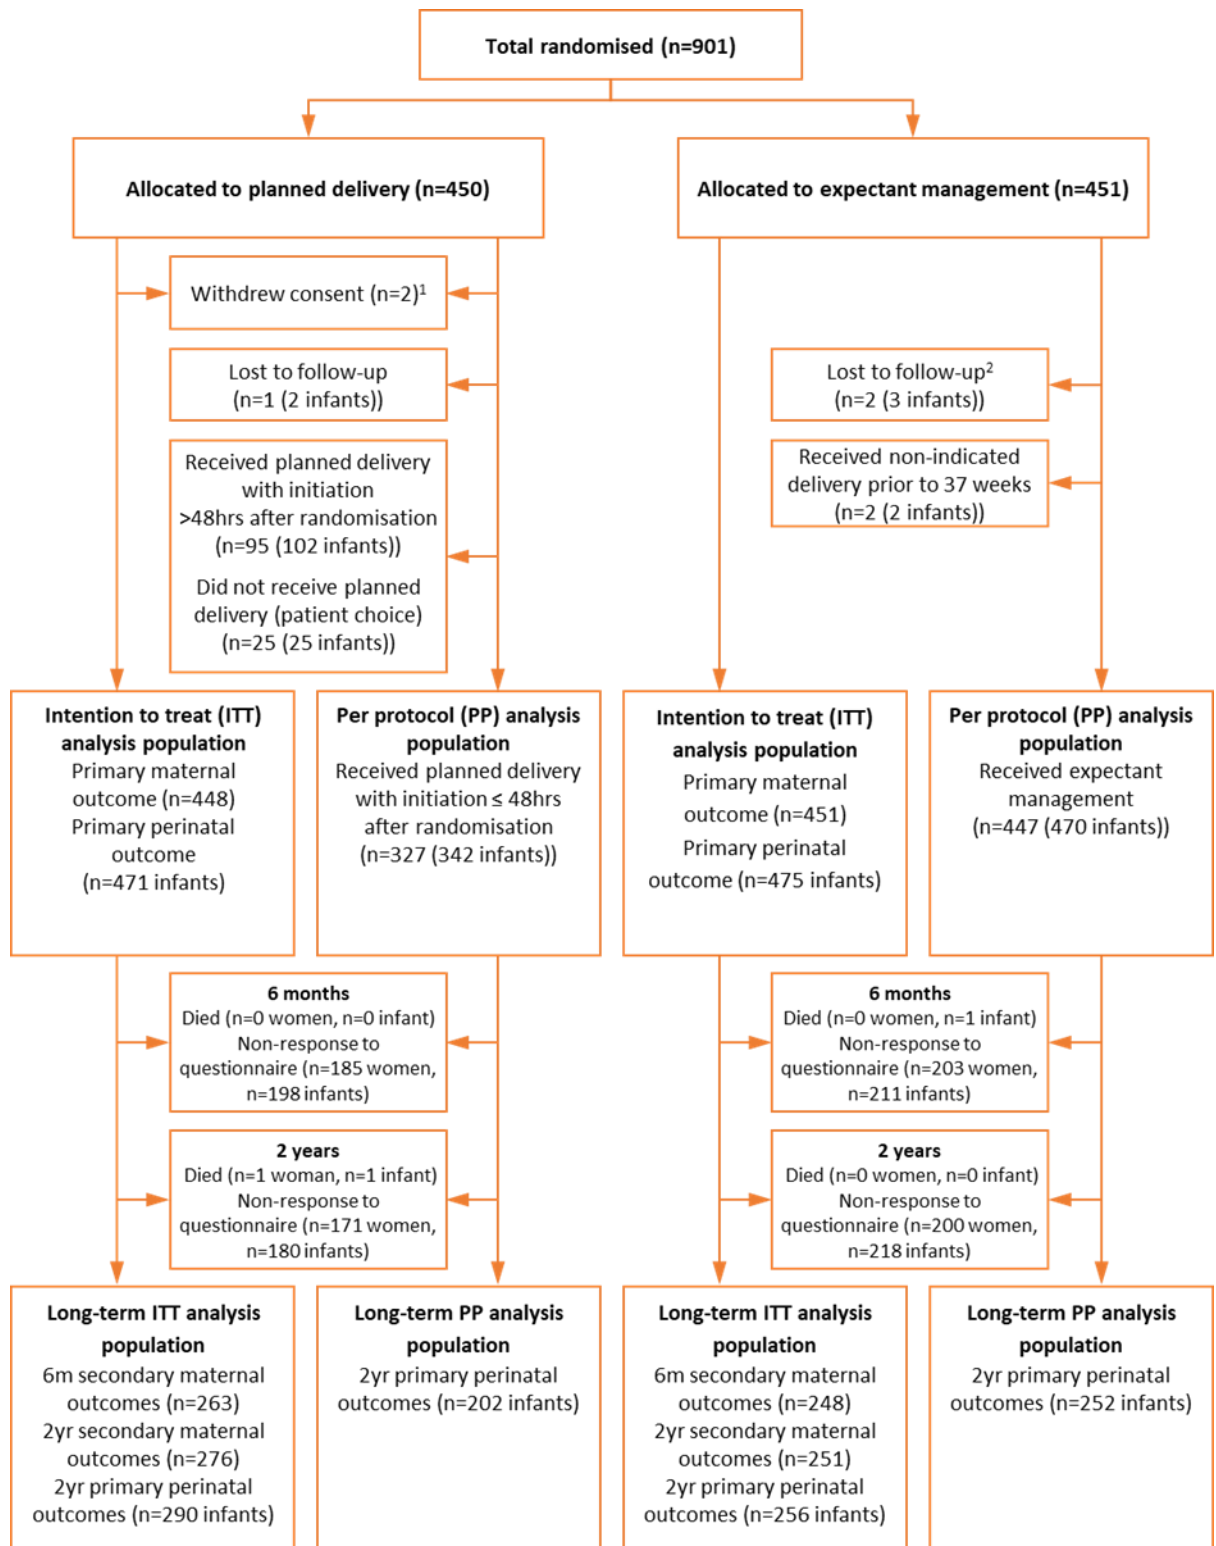 Total randomised (n=901)
Allocated to planned delivery (n=450)
Allocated to expectant management (n=451)
Withdrew consent (n=2)¹
Lost to follow-up
(n=1 (2 infants))
Lost to follow-up²
(n=2 (3 infants))
Received planned delivery
with initiation
>48hrs after randomisation
(n=95 (102 infants))
Did not receive planned
delivery (patient choice)
(n=25 (25 infants))
Received non-indicated
delivery prior to 37 weeks
(n=2 (2 infants))
Intention to treat (ITT)
analysis population
Primary maternal
outcome (n=448)
Primary perinatal
outcome
(n=471 infants)
Per protocol (PP) analysis
population
Received planned delivery
with initiation ≤ 48hrs
after randomisation
(n=327 (342 infants))
Intention to treat (ITT)
analysis population
Primary maternal
outcome (n=451)
Primary perinatal
outcome (n=475 infants)
Per protocol (PP) analysis
population
Received expectant
management
(n=447 (470 infants))
6 months
Died (n=0 women, n=0 infant)
Non-response to
questionnaire (n=185 women,
n=198 infants)
6 months
Died (n=0 women, n=1 infant)
Non-response to
questionnaire (n=203 women,
n=211 infants)
2 years
Died (n=1 woman, n=1 infant)
Non-response to
questionnaire (n=171 women,
n=180 infants)
2 years
Died (n=0 women, n=0 infant)
Non-response to
questionnaire (n=200 women,
n=218 infants)
Long-term ITT analysis
population
6m secondary maternal
outcomes (n=263)
2yr secondary maternal
outcomes (n=276)
2yr primary perinatal
outcomes (n=290 infants)
Long-term PP analysis
population
2yr primary perinatal
outcomes (n=202 infants)
Long-term ITT analysis
population
6m secondary maternal
outcomes (n=248)
2yr secondary maternal
outcomes (n=251)
2yr primary perinatal
outcomes (n=256 infants)
Long-term PP analysis
population
2yr primary perinatal
outcomes (n=252 infants)